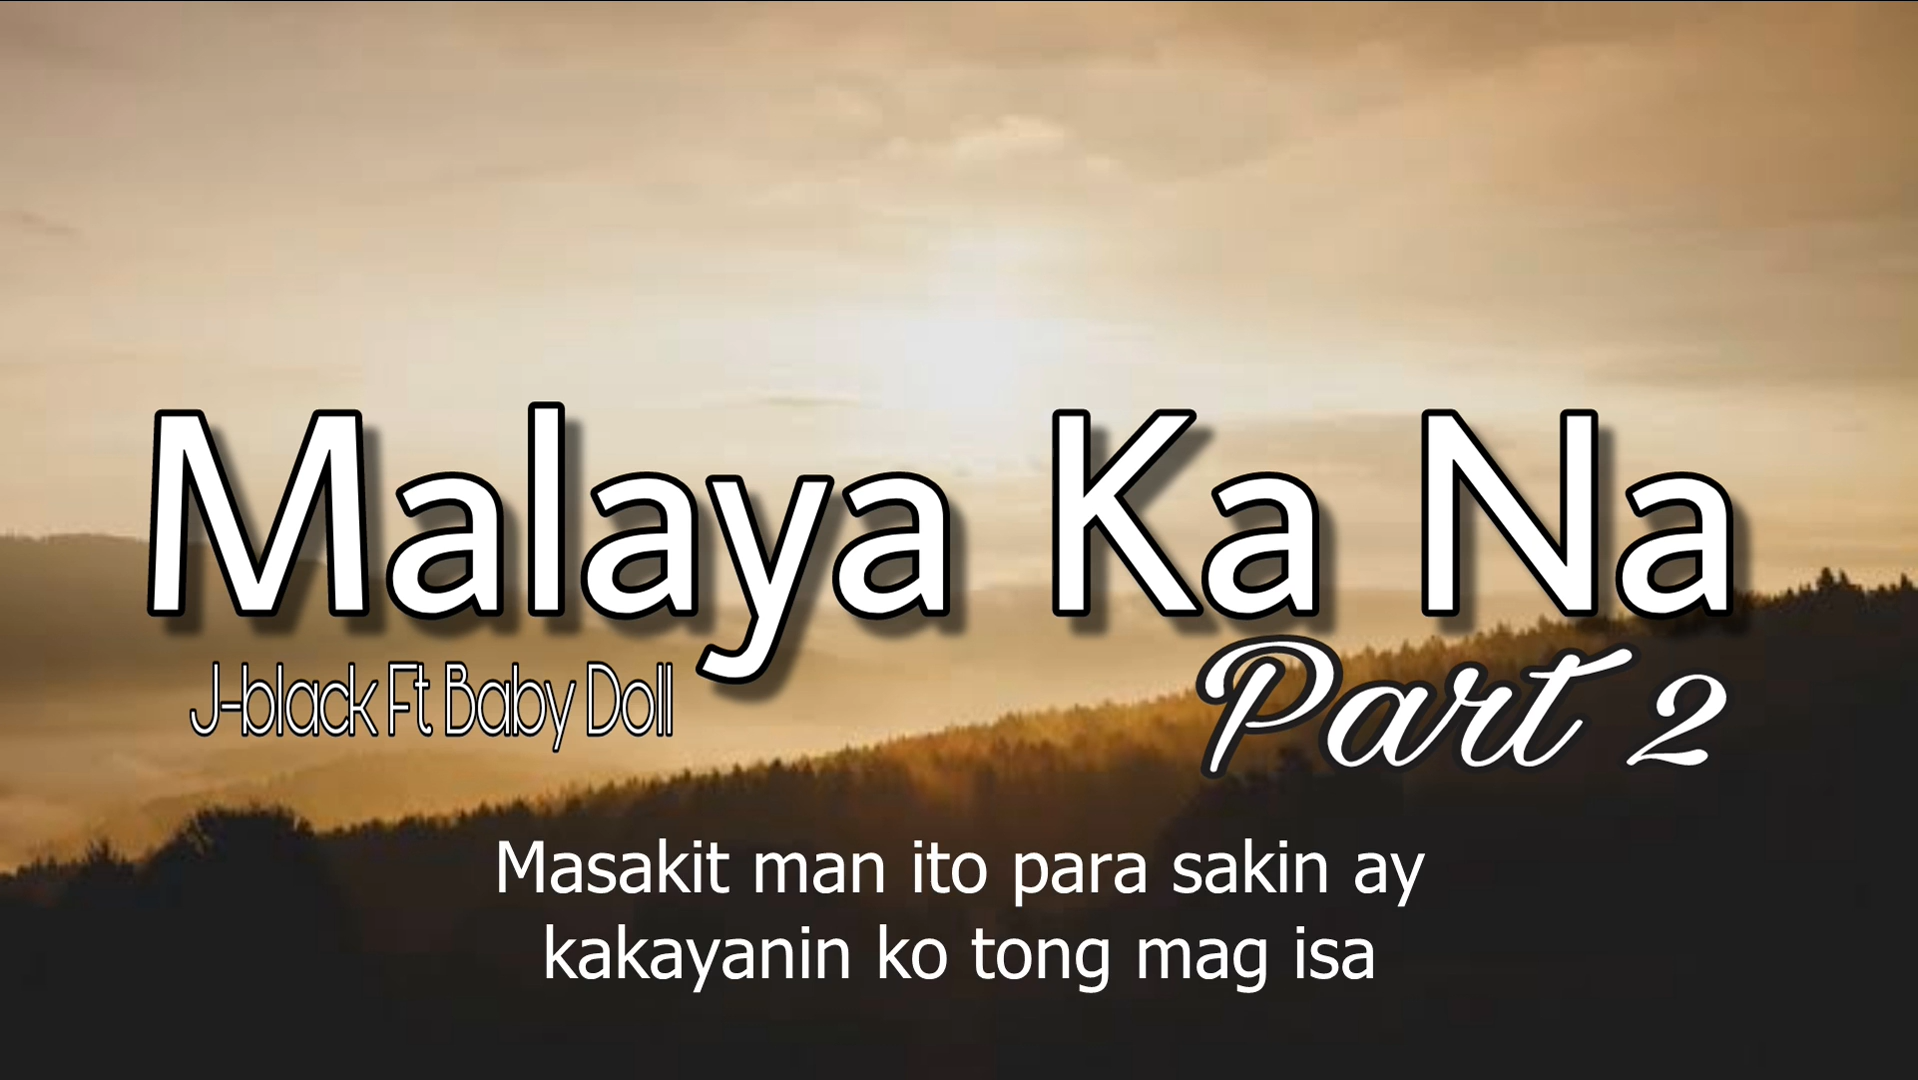 Malaya Ka Na
J-black Ft Baby Doll
Part 2
Masakit man ito para sakin ay
kakayanin ko tong mag isa